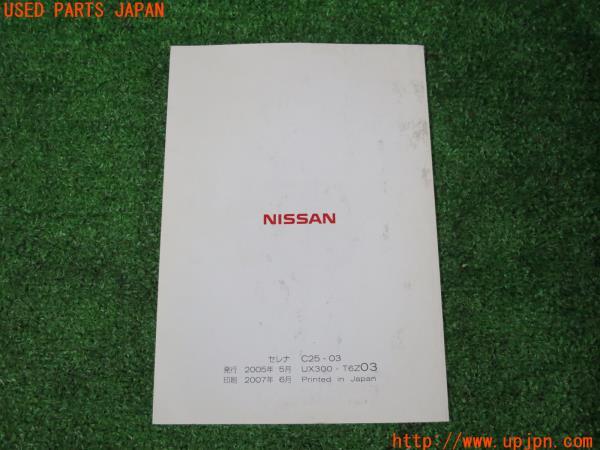 USED PARTS JAPAN
NISSAN
セレナ C25 - 03
発行 2005年 5月 UX300 - T6Z03
印刷 2007年 6月 Printed in Japan
http://www.upjpn.com/